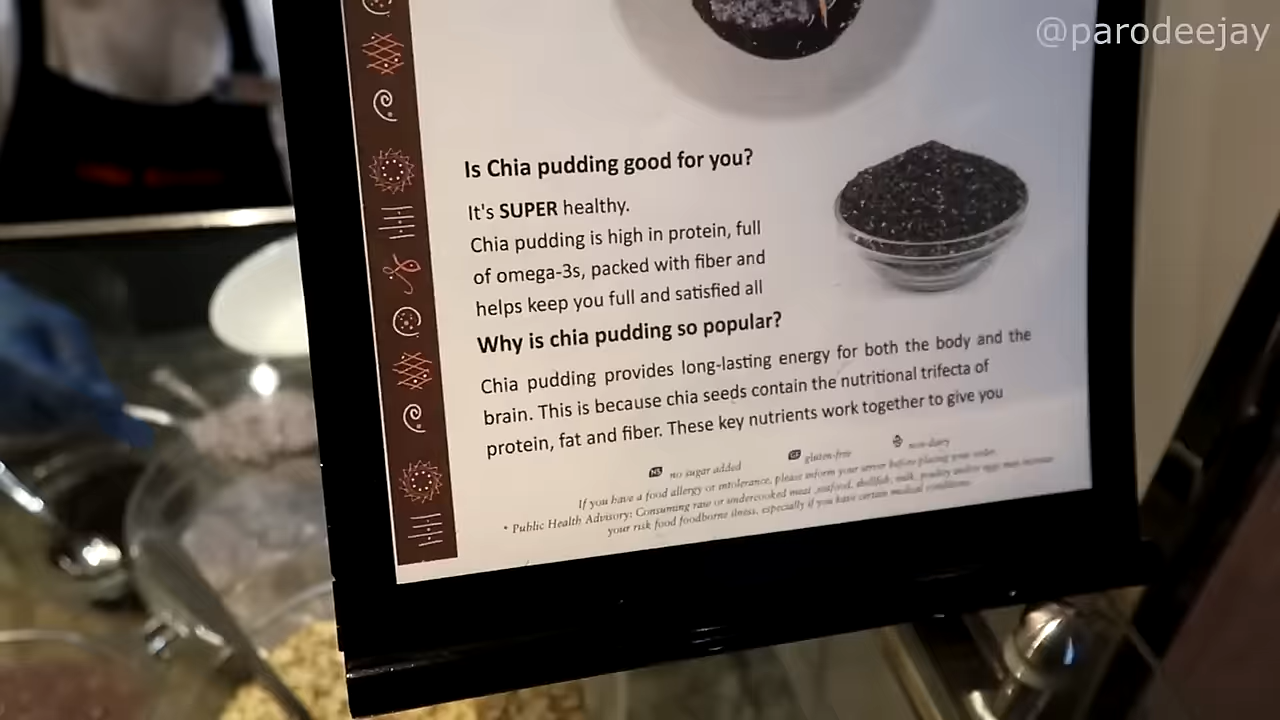 @parodeejay
Is Chia pudding good for you?
It's SUPER healthy.
Chia pudding is high in protein, full
of omega-3s, packed with fiber and
helps keep you full and satisfied all
Why is chia pudding so popular?
Chia pudding provides long-lasting energy for both the body and the
brain. This is because chia seeds contain the nutritional trifecta of
protein, fat and fiber. These key nutrients work together to give you
NS no sugar added GF gluten-free non-dairy
If you have a food allergy or intolerance, please inform your server before placing your order.
• Public Health Advisory: Consuming raw or undercooked meat, seafood, shellfish, milk, poultry and/or eggs may increase
your risk food foodborne illness, especially if you have certain medical conditions